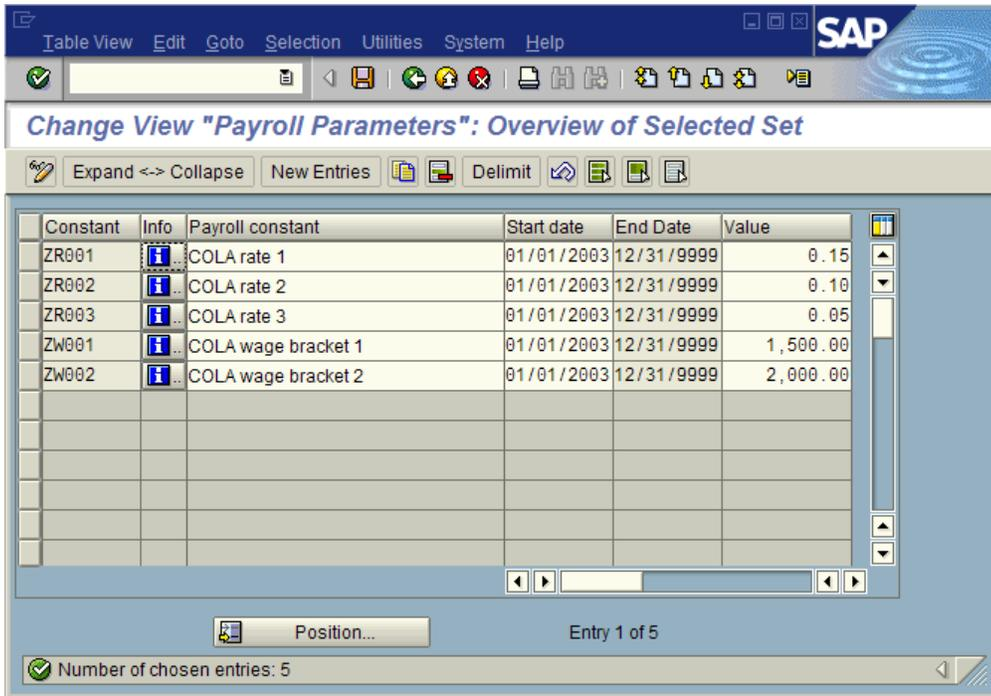 Table View Edit Goto Selection Utilities System Help
SAP
Change View "Payroll Parameters": Overview of Selected Set
Expand <-> Collapse New Entries Delimit
Constant Info Payroll constant Start date End Date Value
ZR001 i .. COLA rate 1 01/01/2003 12/31/9999 0.15
ZR002 i .. COLA rate 2 01/01/2003 12/31/9999 0.10
ZR003 i .. COLA rate 3 01/01/2003 12/31/9999 0.05
ZW001 i .. COLA wage bracket 1 01/01/2003 12/31/9999 1,500.00
ZW002 i .. COLA wage bracket 2 01/01/2003 12/31/9999 2,000.00
Position... Entry 1 of 5
Number of chosen entries: 5